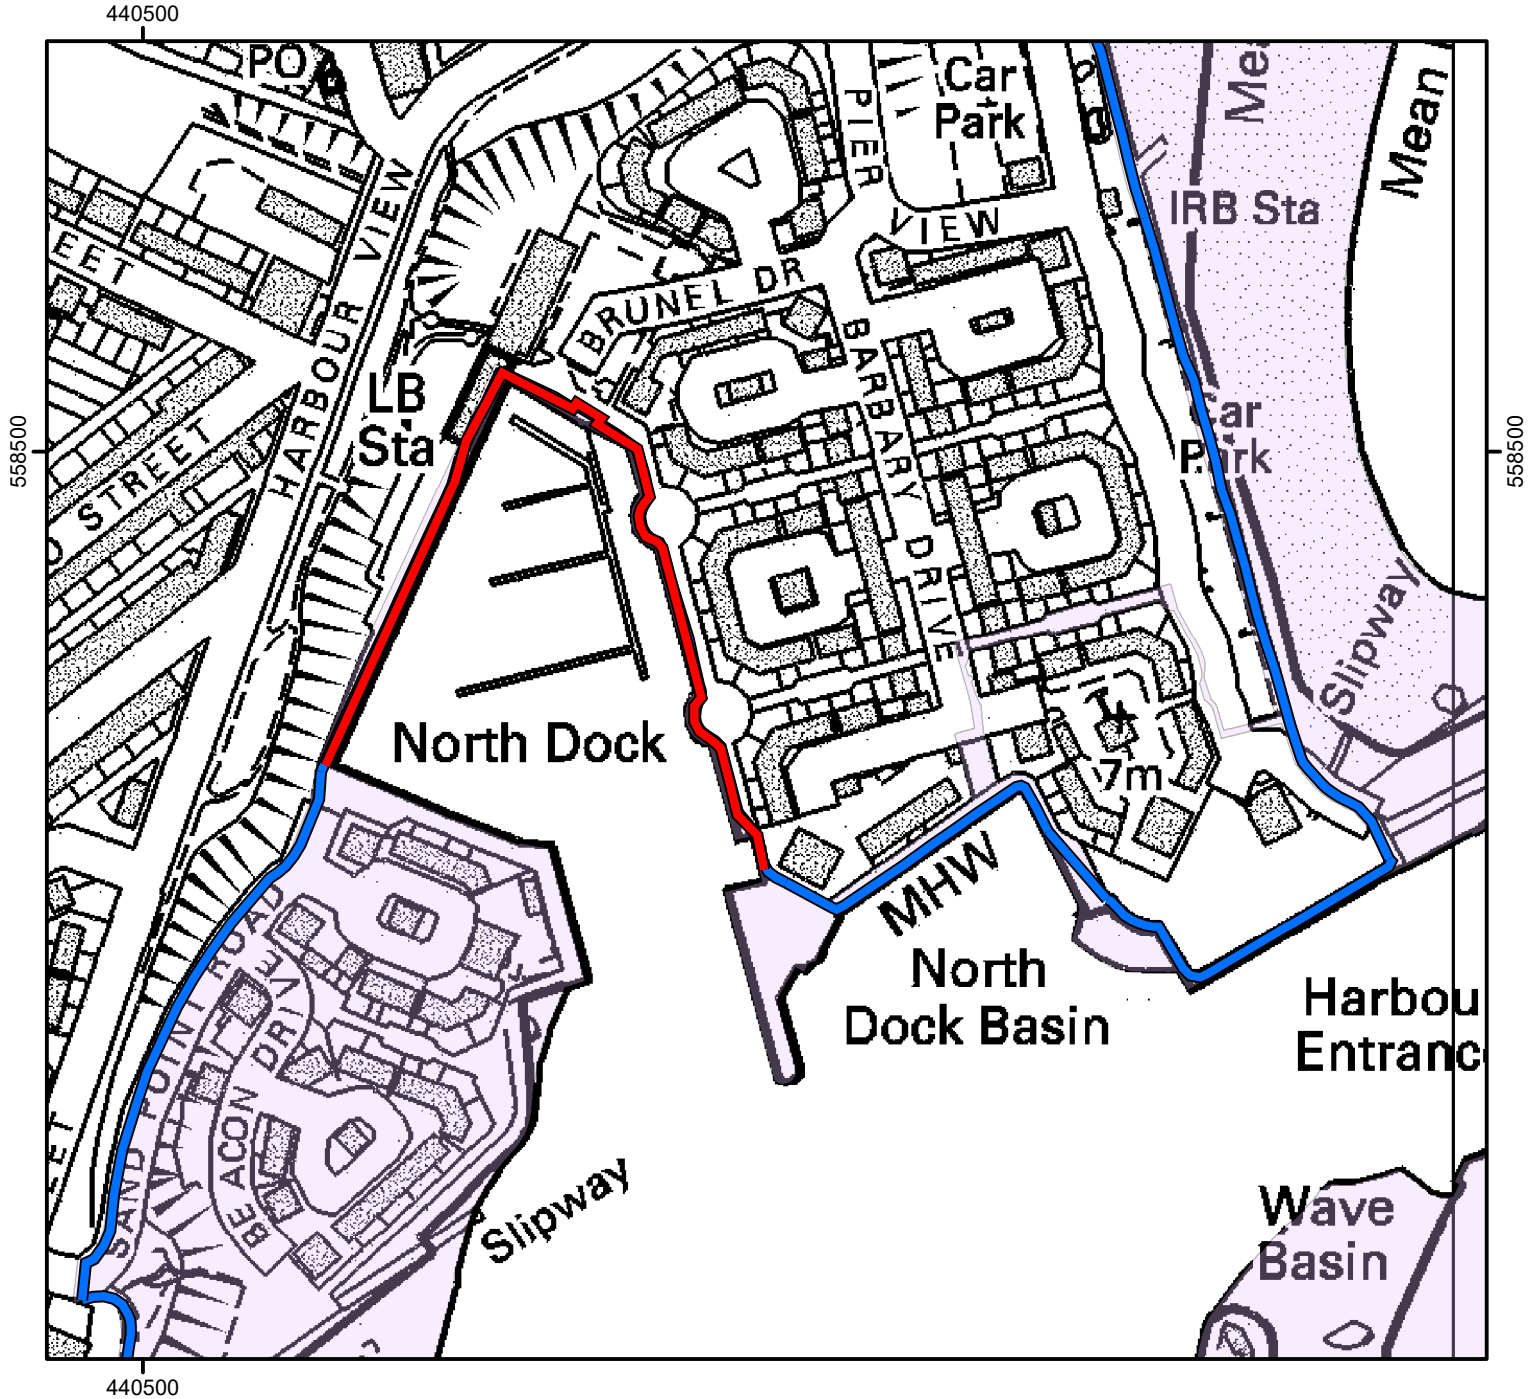 440500
PO
Car
Park
PIER
VIEW
Me
Mean
IRB Sta
HARBOUR VIEW
EET
BRUNEL DR
BARBARY DRIVE
LB
Sta
Car
Park
558500
558500
STREET
Slipway
North Dock
7m
MHW
North
Dock Basin
Harbou
Entranc
SAND POINT ROAD
BEACON DRIVE
ET
Slipway
Wave
Basin
440500